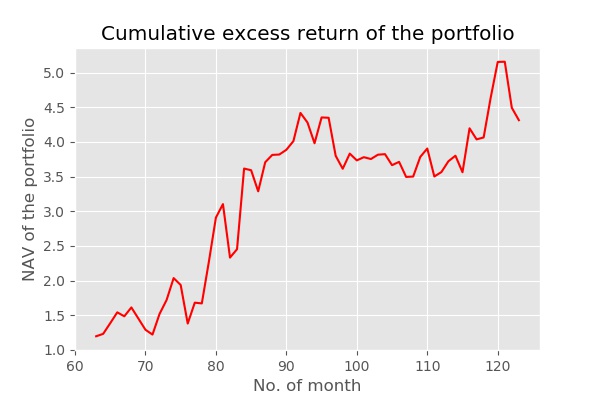 Cumulative excess return of the portfolio
NAV of the portfolio
5.0
4.5
4.0
3.5
3.0
2.5
2.0
1.5
1.0
60 70 80 90 100 110 120
No. of month